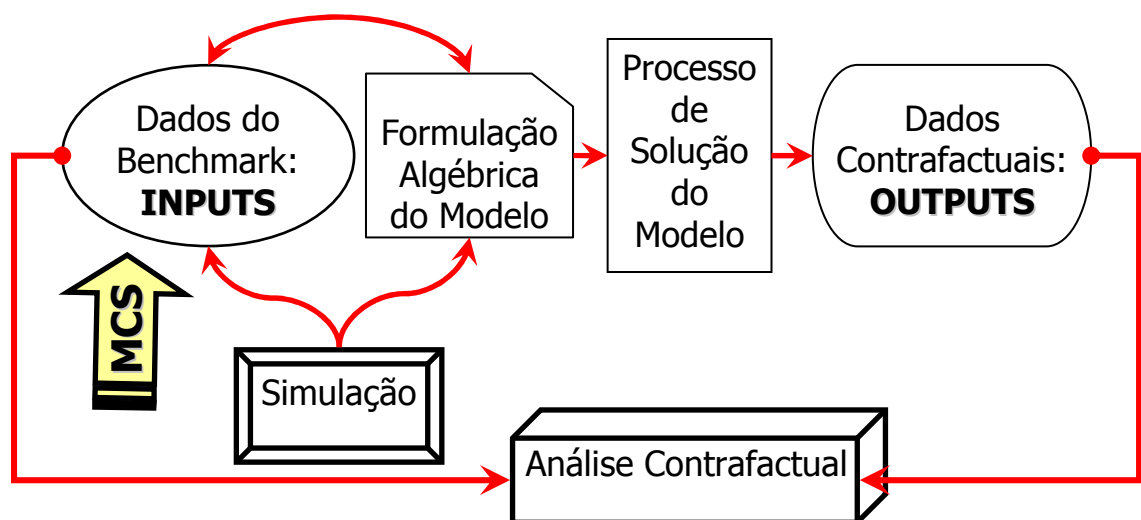 Dados do
Benchmark:
INPUTS
Formulação
Algébrica
do Modelo
Processo
de
Solução
do
Modelo
Dados
Contrafactuais:
OUTPUTS
MCS
Simulação
Análise Contrafactual